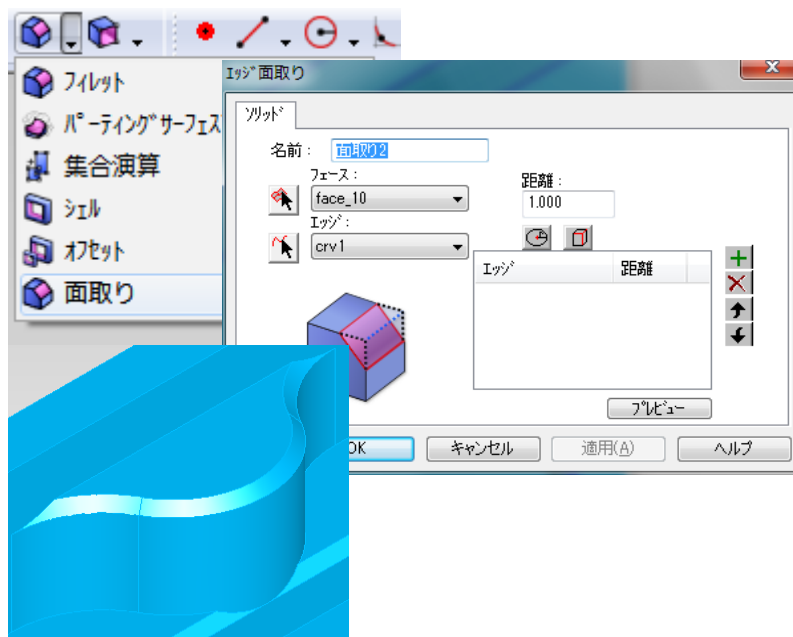 ﾌｨﾚｯﾄ
ﾊﾟｰﾃｨﾝｸﾞｻｰﾌｪｽ
集合演算
ｼｪﾙ
ｵﾌｾｯﾄ
面取り
ｴｯｼﾞ面取り
ｿﾘｯﾄﾞ
名前 : 面取り2
ﾌｪｰｽ :
face_10
距離 :
1.000
ｴｯｼﾞ :
crv1
ｴｯｼﾞ 距離
ﾌﾟﾚﾋﾞｭｰ
OK キャンセル 適用(A) ヘルプ